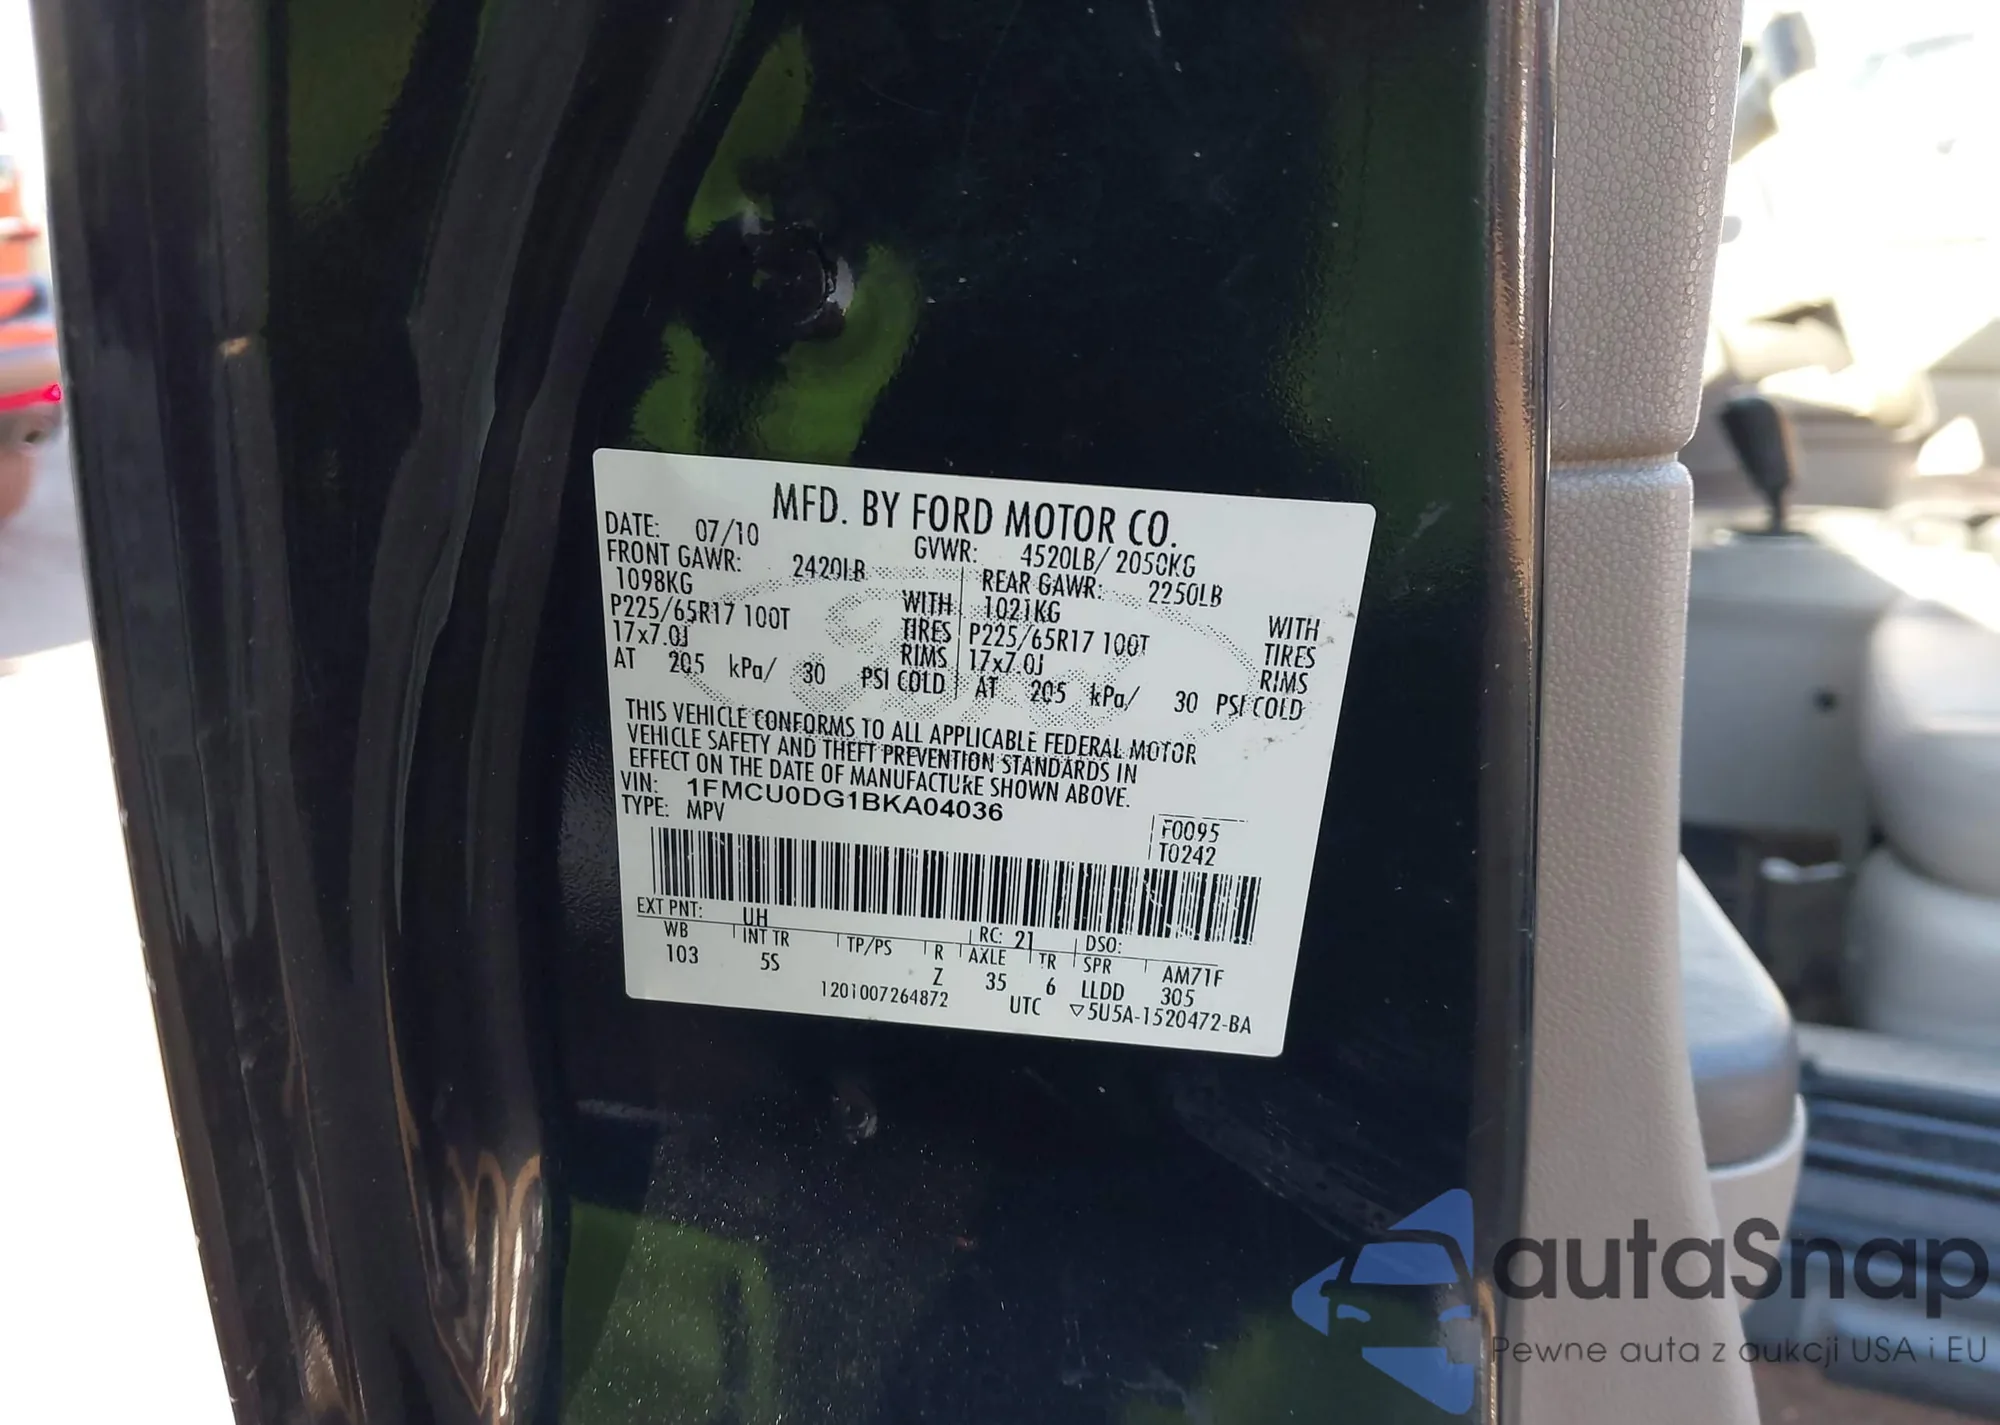 MFD. BY FORD MOTOR CO.
DATE: 07/10 GVWR: 4520LB/ 2050KG
FRONT GAWR: 2420LB REAR GAWR: 2250LB
1098KG WITH 1021KG WITH
P225/65R17 100T TIRES P225/65R17 100T TIRES
17x7.0J RIMS 17x7.0J RIMS
AT 205 kPa/ 30 PSI COLD AT 205 kPa/ 30 PSI COLD
THIS VEHICLE CONFORMS TO ALL APPLICABLE FEDERAL MOTOR
VEHICLE SAFETY AND THEFT PREVENTION STANDARDS IN
EFFECT ON THE DATE OF MANUFACTURE SHOWN ABOVE.
VIN: 1FMCU0DG1BKA04036
TYPE: MPV
F0095
T0242
EXT PNT: UH RC: 21 DSO:
WB INT TR TP/PS R AXLE TR SPR AM71F
103 5S Z 35 6 LLDD 305
1201007264872 UTC ▽5U5A-1520472-BA
autaSnap
Pewne auta z aukcji USA i EU